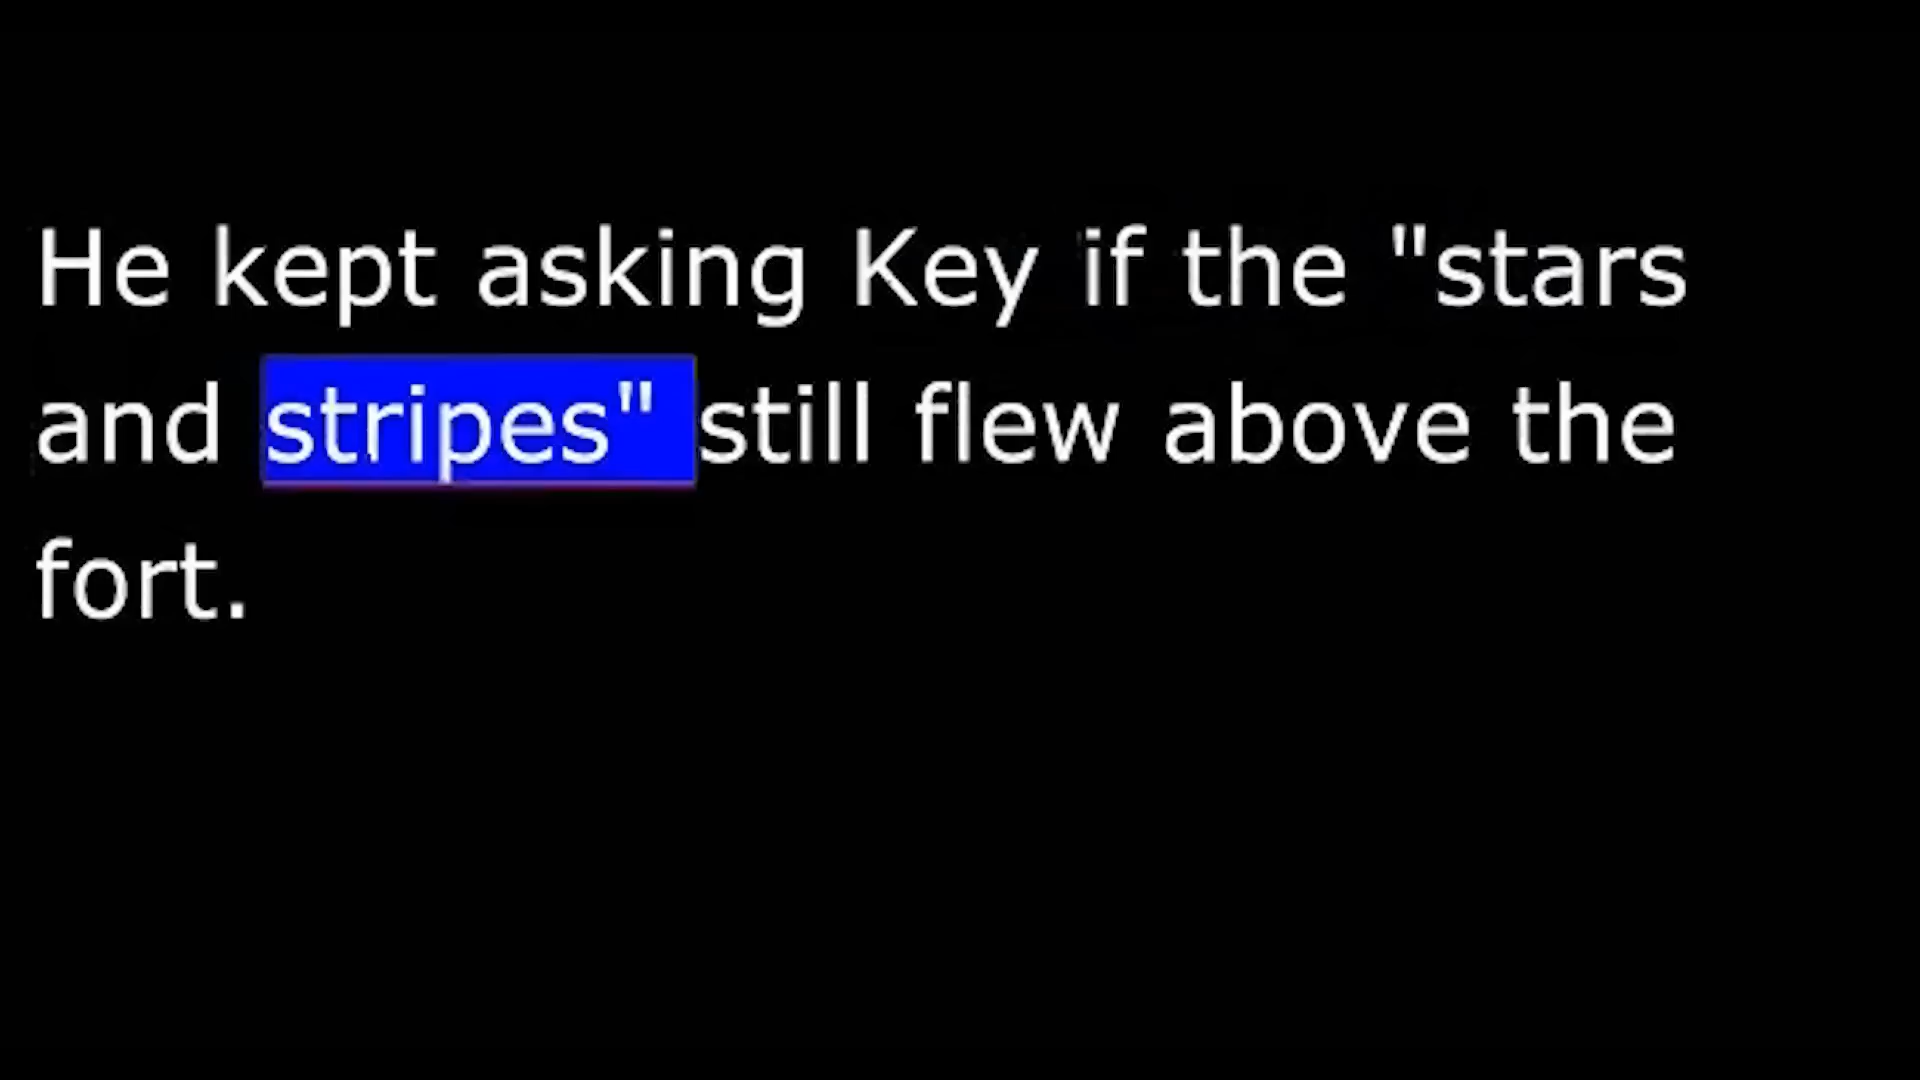 He kept asking Key if the "stars
and stripes" still flew above the
fort.